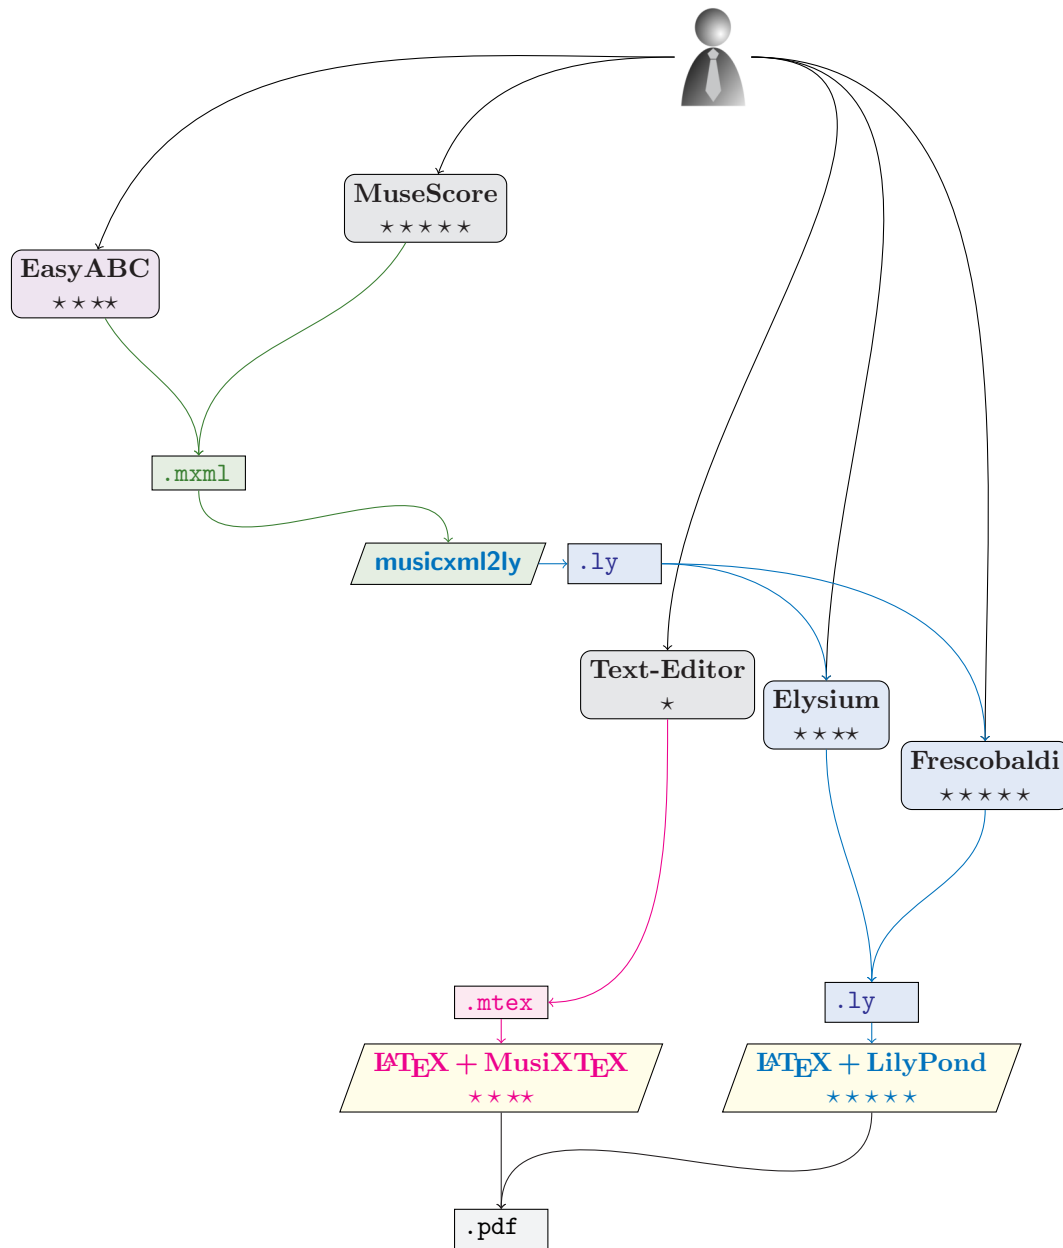 MuseScore
⋆⋆⋆⋆⋆
EasyABC
⋆⋆⋆⋆
.mxml
musicxml2ly
.ly
Text-Editor
⋆
Elysium
⋆⋆⋆⋆
Frescobaldi
⋆⋆⋆⋆⋆
.mtex
.ly
LATEX + MusiXTEX
⋆⋆⋆⋆
LATEX + LilyPond
⋆⋆⋆⋆⋆
.pdf